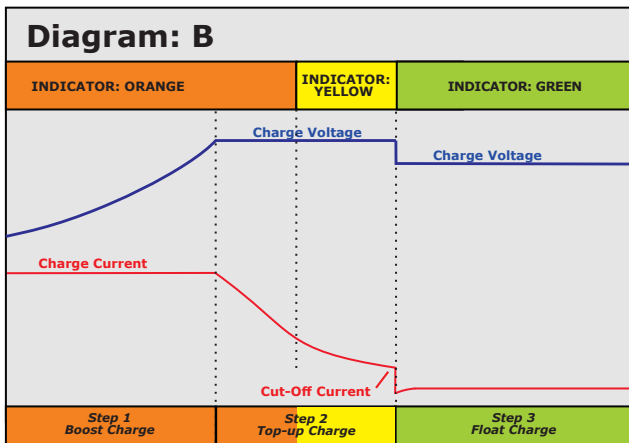 Diagram: B
INDICATOR: ORANGE
INDICATOR:
YELLOW
INDICATOR: GREEN
Charge Voltage
Charge Voltage
Charge Current
Cut-Off Current
Step 1
Boost Charge
Step 2
Top-up Charge
Step 3
Float Charge